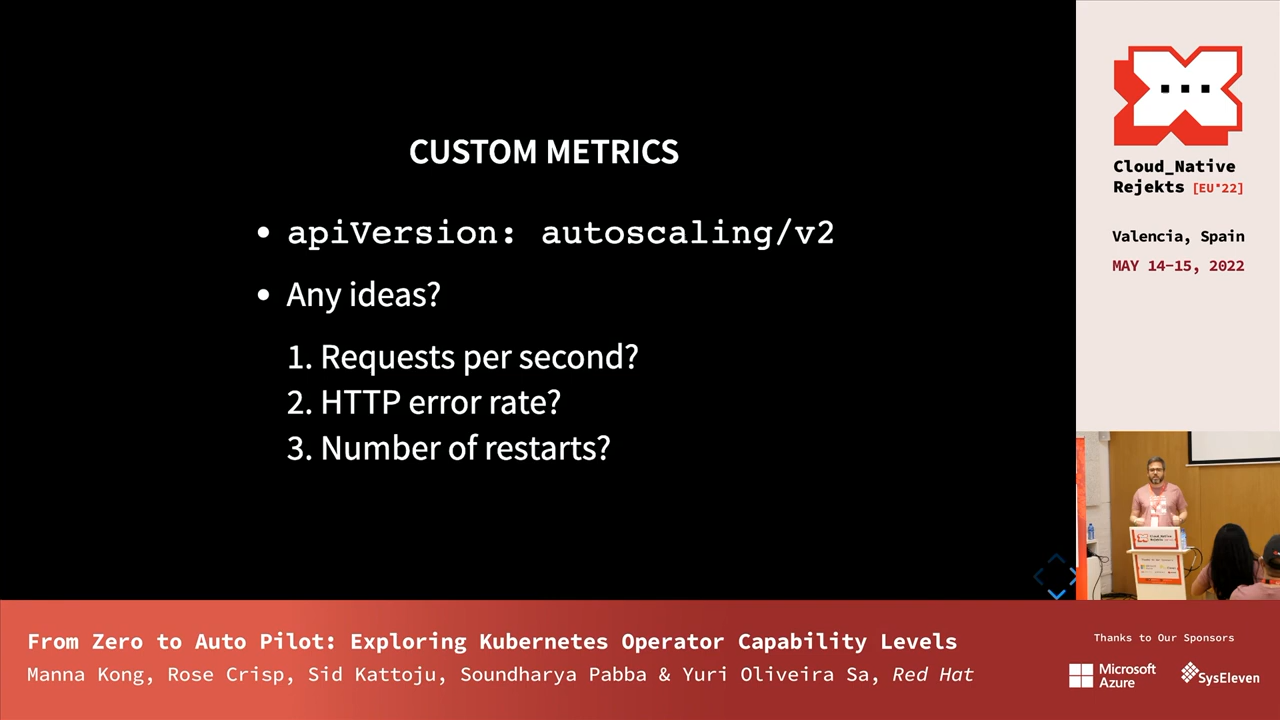 CUSTOM METRICS
• apiVersion: autoscaling/v2
• Any ideas?
1. Requests per second?
2. HTTP error rate?
3. Number of restarts?
Cloud_Native
Rejekts [EU*22]
Valencia, Spain
MAY 14-15, 2022
From Zero to Auto Pilot: Exploring Kubernetes Operator Capability Levels
Manna Kong, Rose Crisp, Sid Kattoju, Soundharya Pabba & Yuri Oliveira Sa, Red Hat
Thanks to Our Sponsors
Microsoft
Azure
SysEleven